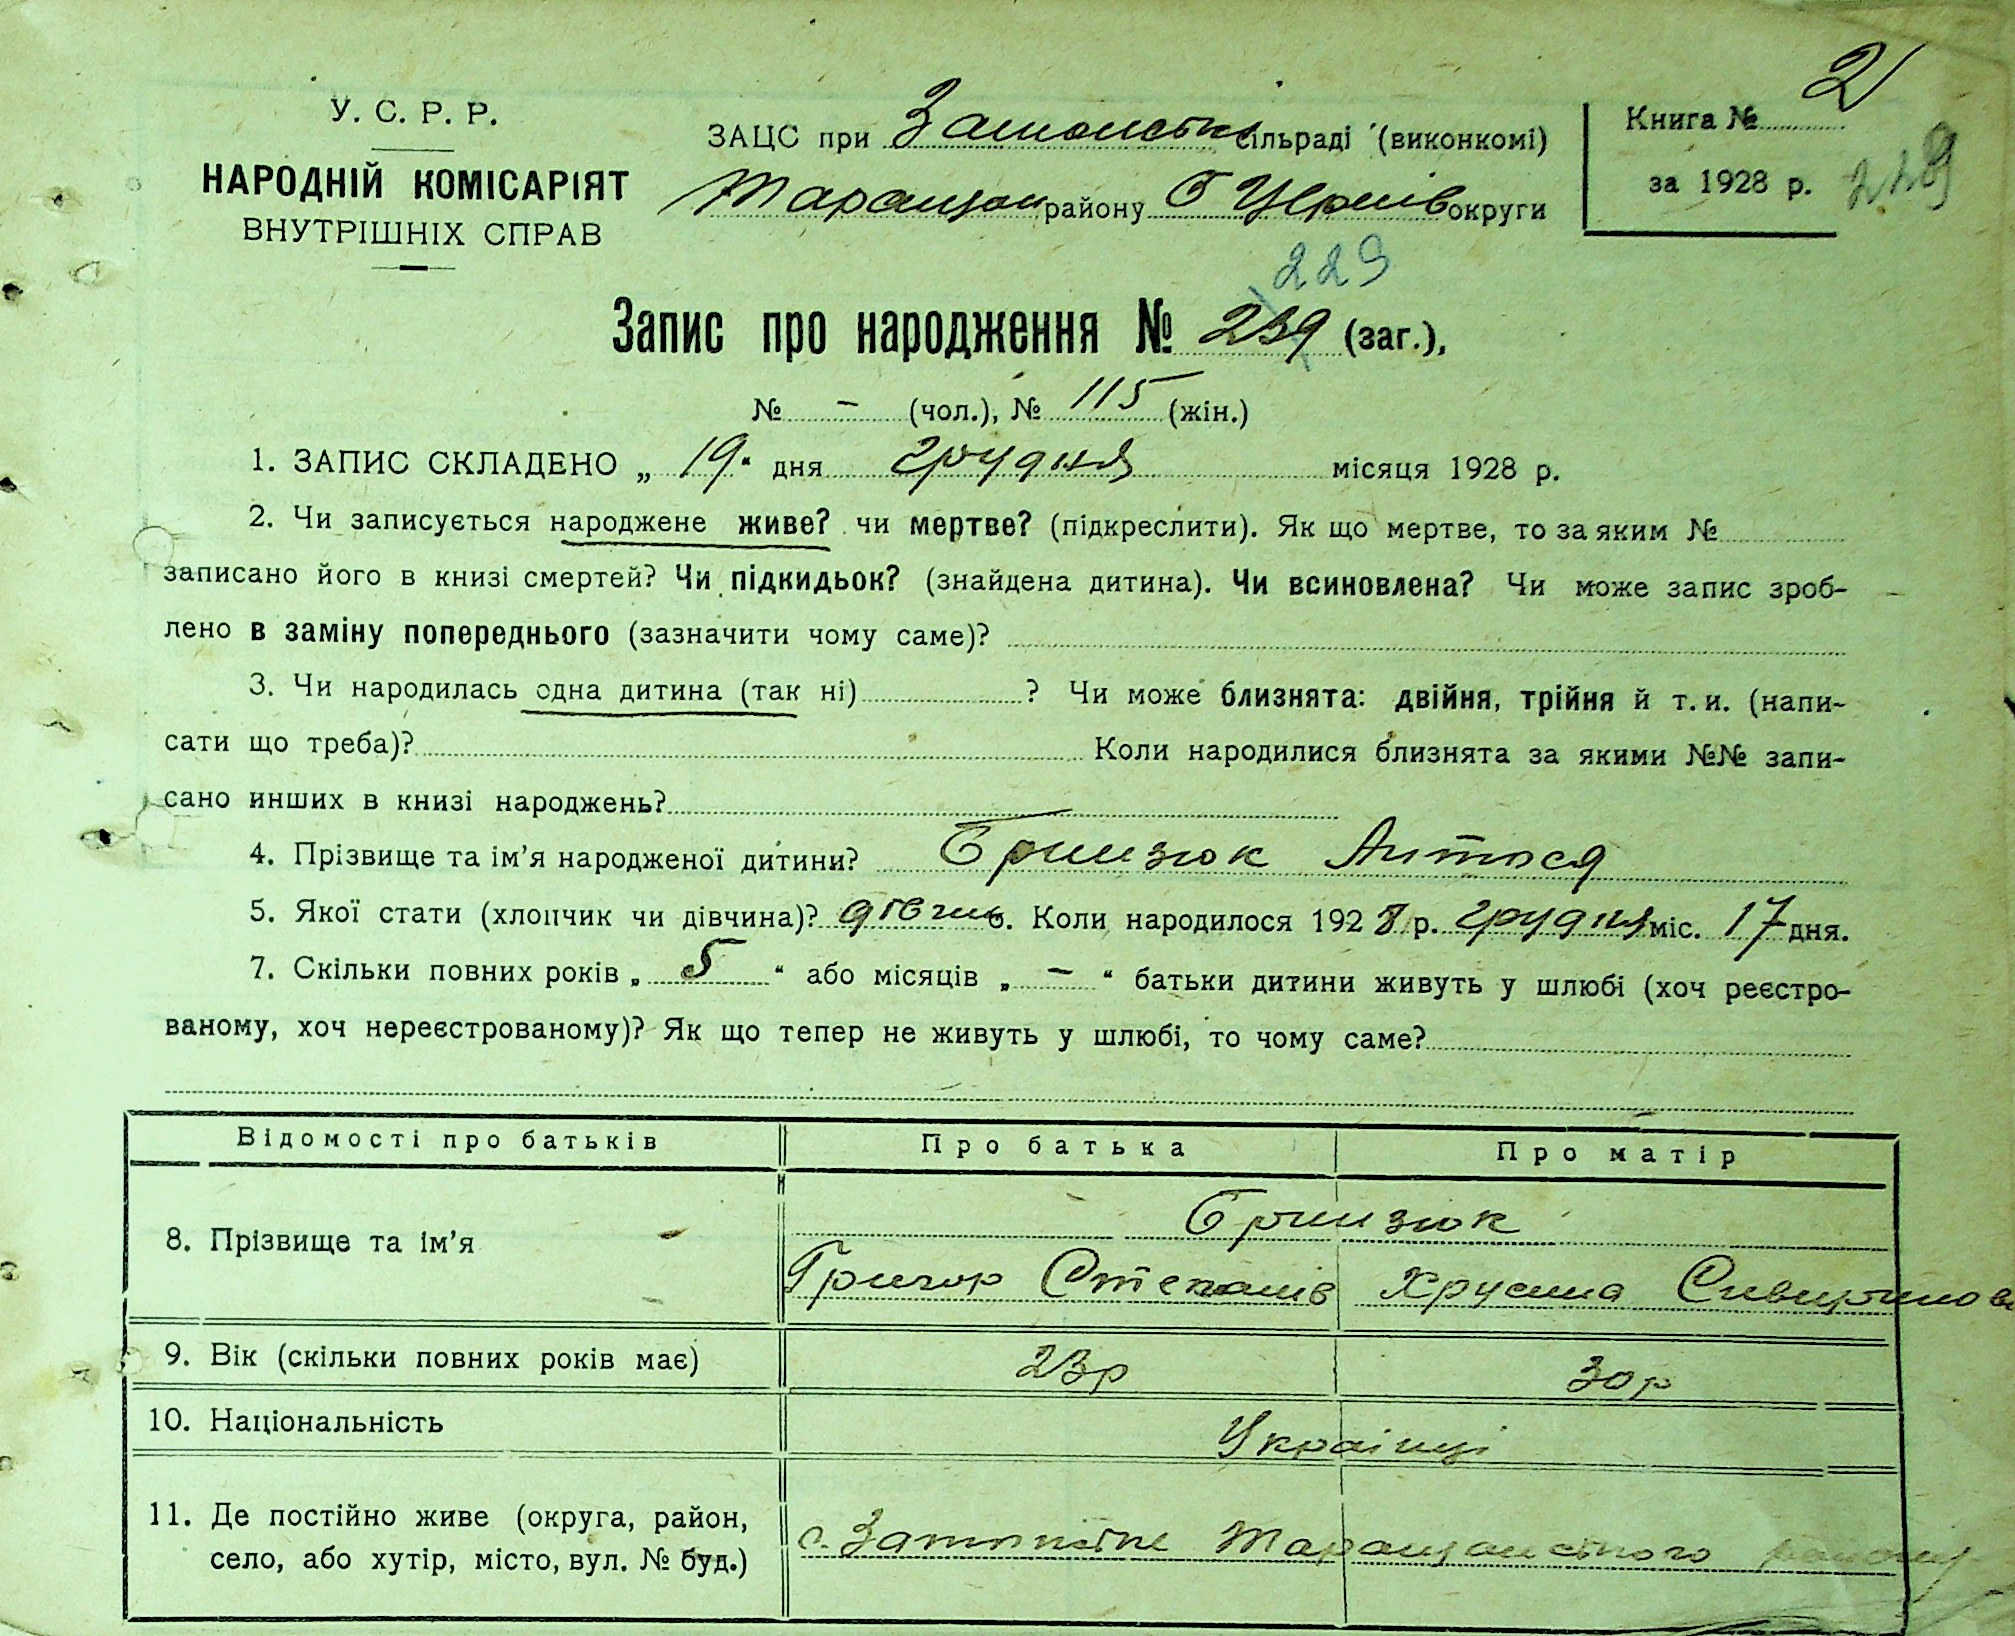 У. С. Р. Р.
НАРОДНІЙ КОМІСАРІЯТ
ВНУТРІШНІХ СПРАВ
ЗАЦС при сільраді (виконкомі)
Таращан району Б Церків округи
Книга № 2
за 1928 р.
229
229
Запис про народження № 239 (заг.),
№ - (чол.), № 115 (жін.)
1. ЗАПИС СКЛАДЕНО „ 19 “ дня грудня місяця 1928 р.
2. Чи записується народжене живе? чи мертве? (підкреслити). Як що мертве, то за яким №
записано його в книзі смертей? Чи підкидьок? (знайдена дитина). Чи всиновлена? Чи може запис зроб-
лено в заміну попереднього (зазначити чому саме)?
3. Чи народилась одна дитина (так ні) ? Чи може близнята: двійня, трійня й т. и. (напи-
сати що треба)? Коли народилися близнята за якими №№ запи-
сано инших в книзі народжень?
4. Прізвище та ім’я народженої дитини? Антося
5. Якої стати (хлопчик чи дівчина)? дівчин 6. Коли народилося 1928 р. грудня міс. 17 дня.
7. Скільки повних років „ 5 “ або місяців „ - “ батьки дитини живуть у шлюбі (хоч реєстро-
ваному, хоч нереєстрованому)? Як що тепер не живуть у шлюбі, то чому саме?
Відомості про батьків Про батька Про матір
8. Прізвище та ім’я
Григор Степанів Хрусина
9. Вік (скільки повних років має) 23р 30р
10. Національність Українці
11. Де постійно живе (округа, район,
село, або хутір, місто, вул. № буд.)
с. Таращанського району